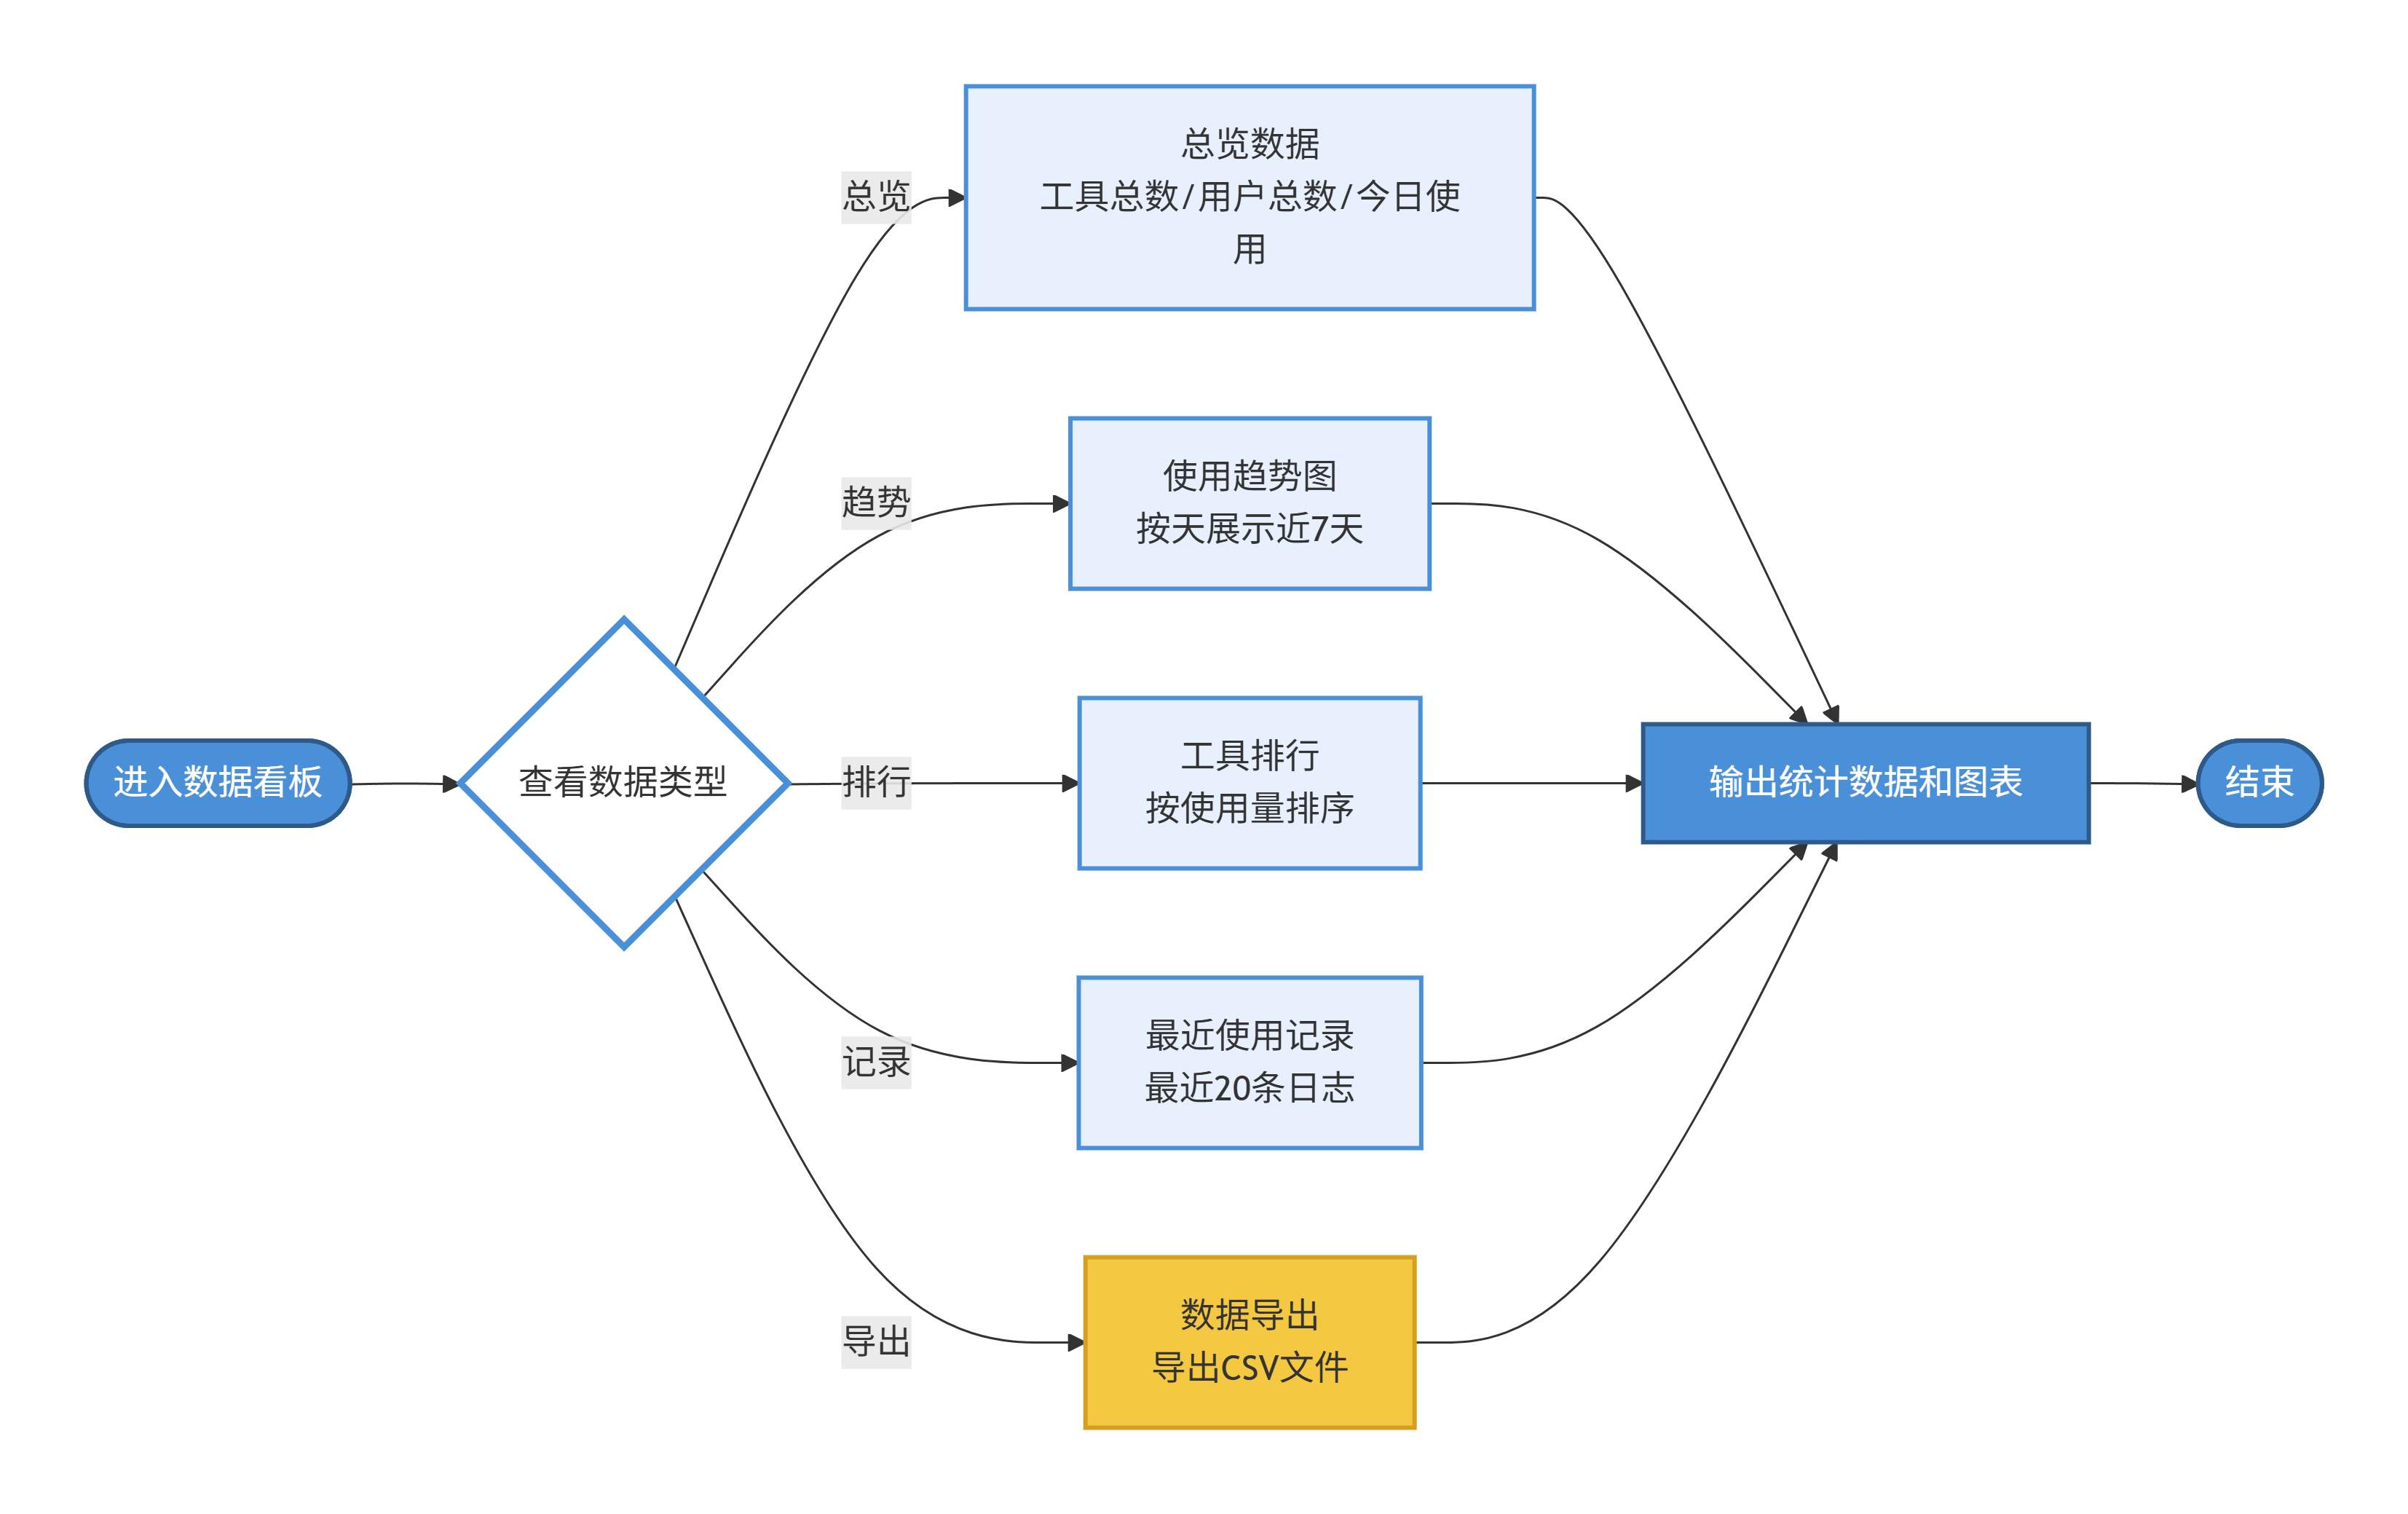 进入数据看板
查看数据类型
总览
总览数据
工具总数/用户总数/今日使
用
趋势
使用趋势图
按天展示近7天
排行
工具排行
按使用量排序
记录
最近使用记录
最近20条日志
导出
数据导出
导出CSV文件
输出统计数据和图表
结束